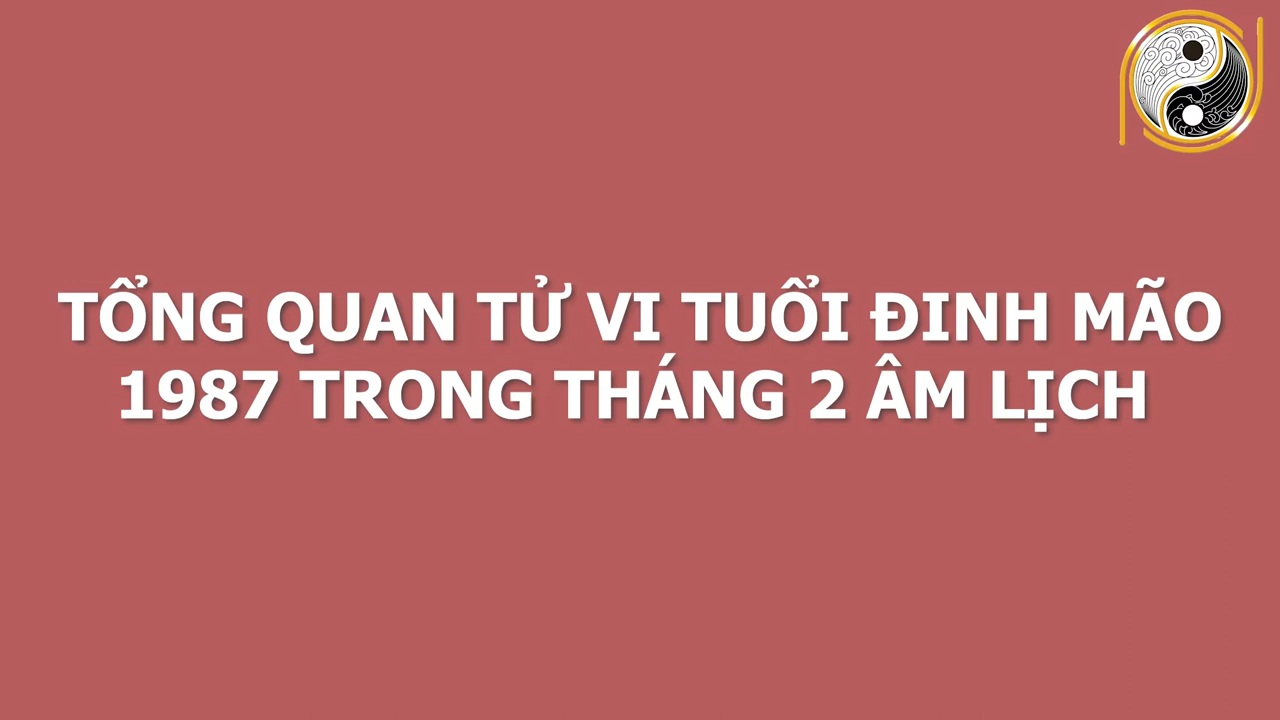 TỔNG QUAN TỬ VI TUỔI ĐINH MÃO
1987 TRONG THÁNG 2 ÂM LỊCH